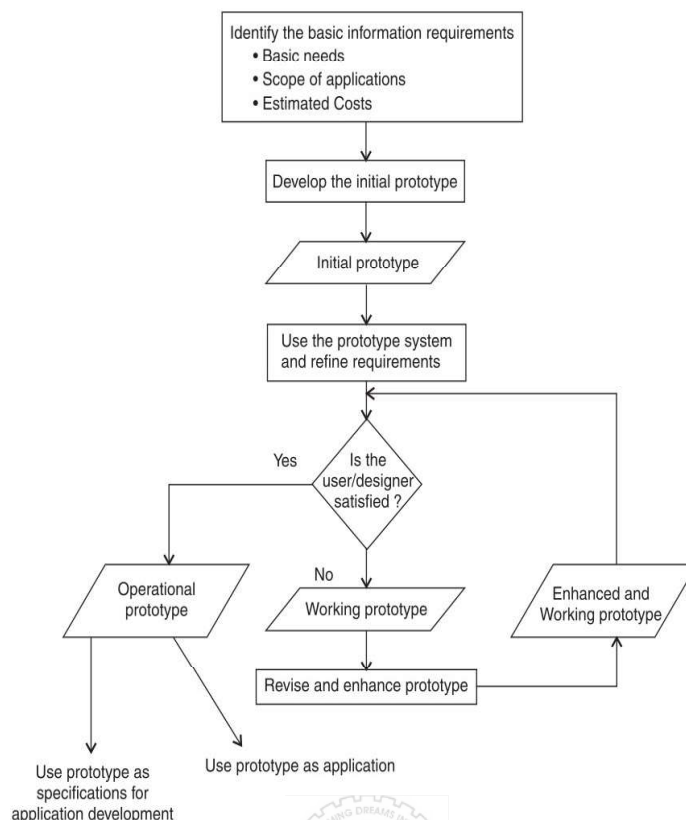 Identify the basic information requirements
• Basic needs
• Scope of applications
• Estimated Costs
Develop the initial prototype
Initial prototype
Use the prototype system
and refine requirements
Is the
user/designer
satisfied ?
Yes
No
Operational
prototype
Working prototype
Enhanced and
Working prototype
Revise and enhance prototype
Use prototype as
specifications for
application development
Use prototype as application
DREAMS